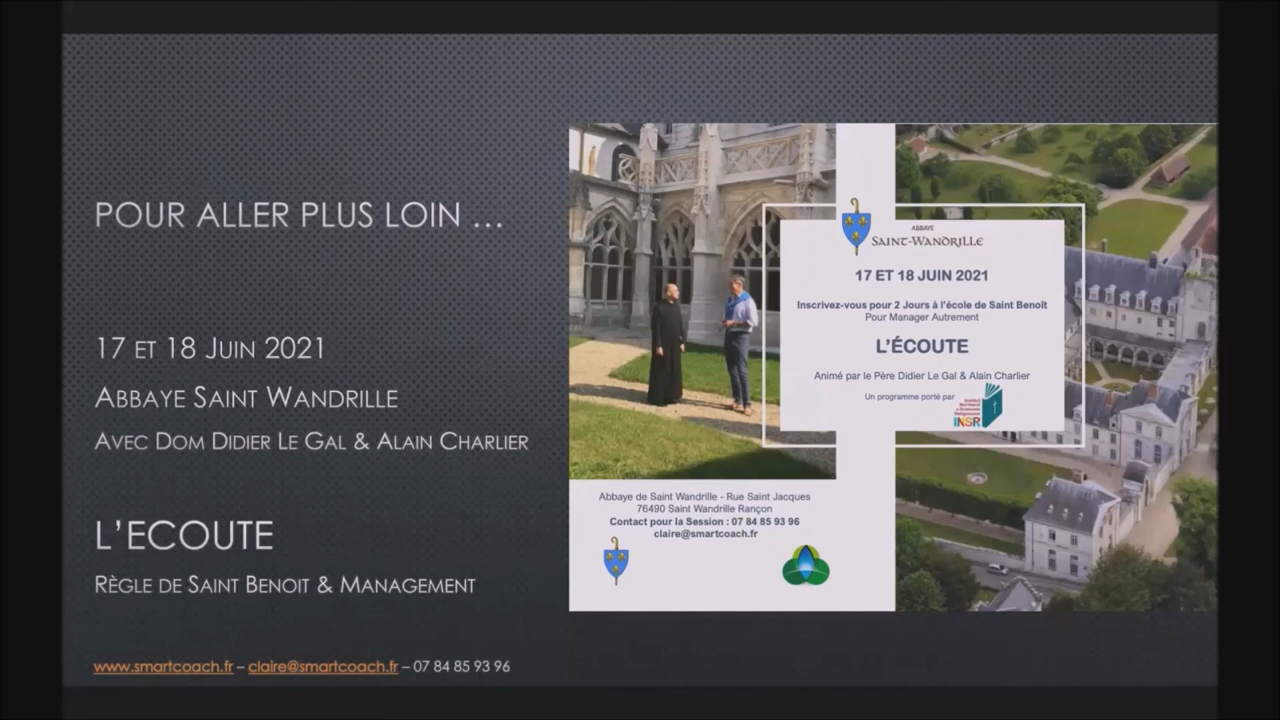 POUR ALLER PLUS LOIN …
17 ET 18 JUIN 2021
ABBAYE SAINT WANDRILLE
AVEC DOM DIDIER LE GAL & ALAIN CHARLIER
L'ECOUTE
RÈGLE DE SAINT BENOIT & MANAGEMENT
www.smartcoach.fr – claire@smartcoach.fr – 07 84 85 93 96
ABBAYE
SAINT-WANDRILLE
17 ET 18 JUIN 2021
Inscrivez-vous pour 2 Jours à l'école de Saint Benoît
Pour Manager Autrement
L'ÉCOUTE
Animé par le Père Didier Le Gal & Alain Charlier
Un programme porté par
INSR
Abbaye de Saint Wandrille - Rue Saint Jacques
76490 Saint Wandrille Rançon
Contact pour la Session : 07 84 85 93 96
claire@smartcoach.fr